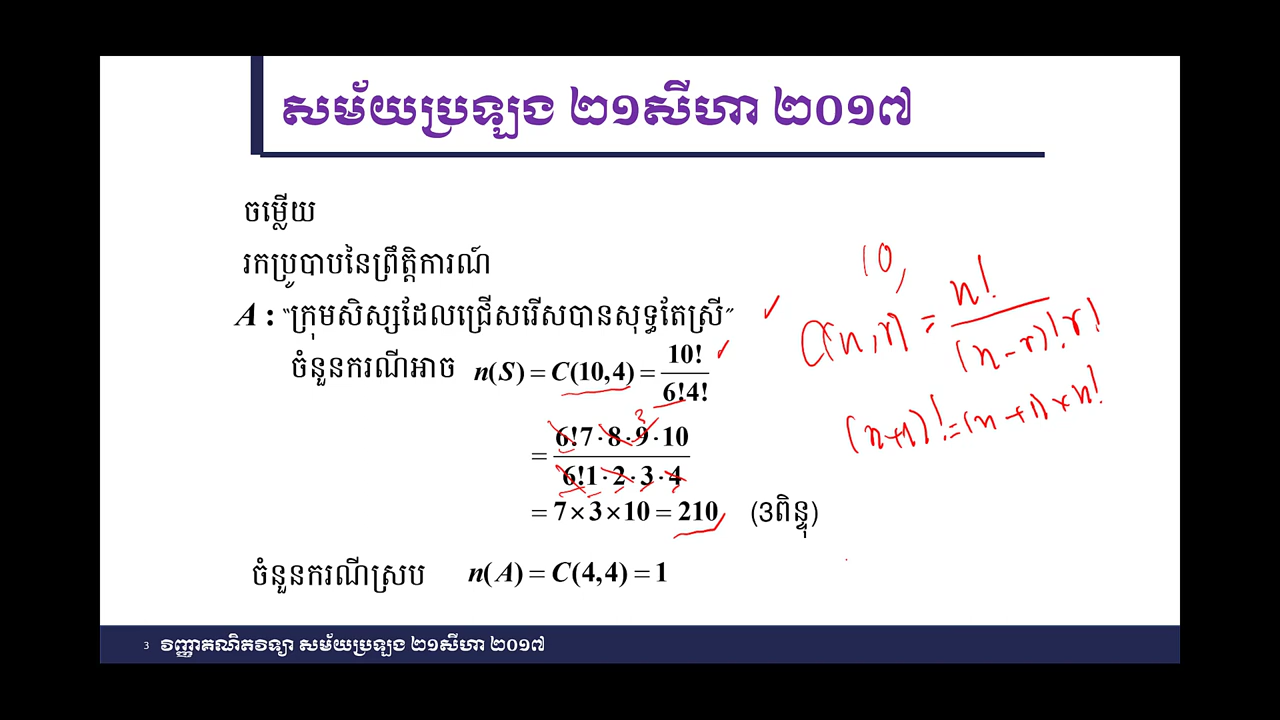 សម័យប្រឡង ២១សីហា ២០១៧
ចម្លើយ
រកប្រូបាបនៃព្រឹត្តិការណ៍
A : “ក្រុមសិស្សដែលជ្រើសរើសបានសុទ្ធតែស្រី”
ចំនួនករណីអាច n(S) = C(10,4) = 10!/6!4!
= 6!7·8·9·10/6!1·2·3·4
3
= 7×3×10 = 210 (3ពិន្ទុ)
ចំនួនករណីស្រប n(A) = C(4,4) = 1
10,
C(n,r) = n!/(n-r)!r!
(n+1)! = (n+1)×n!
3 វិញ្ញាគណិតវិទ្យា សម័យប្រឡង ២១សីហា ២០១៧